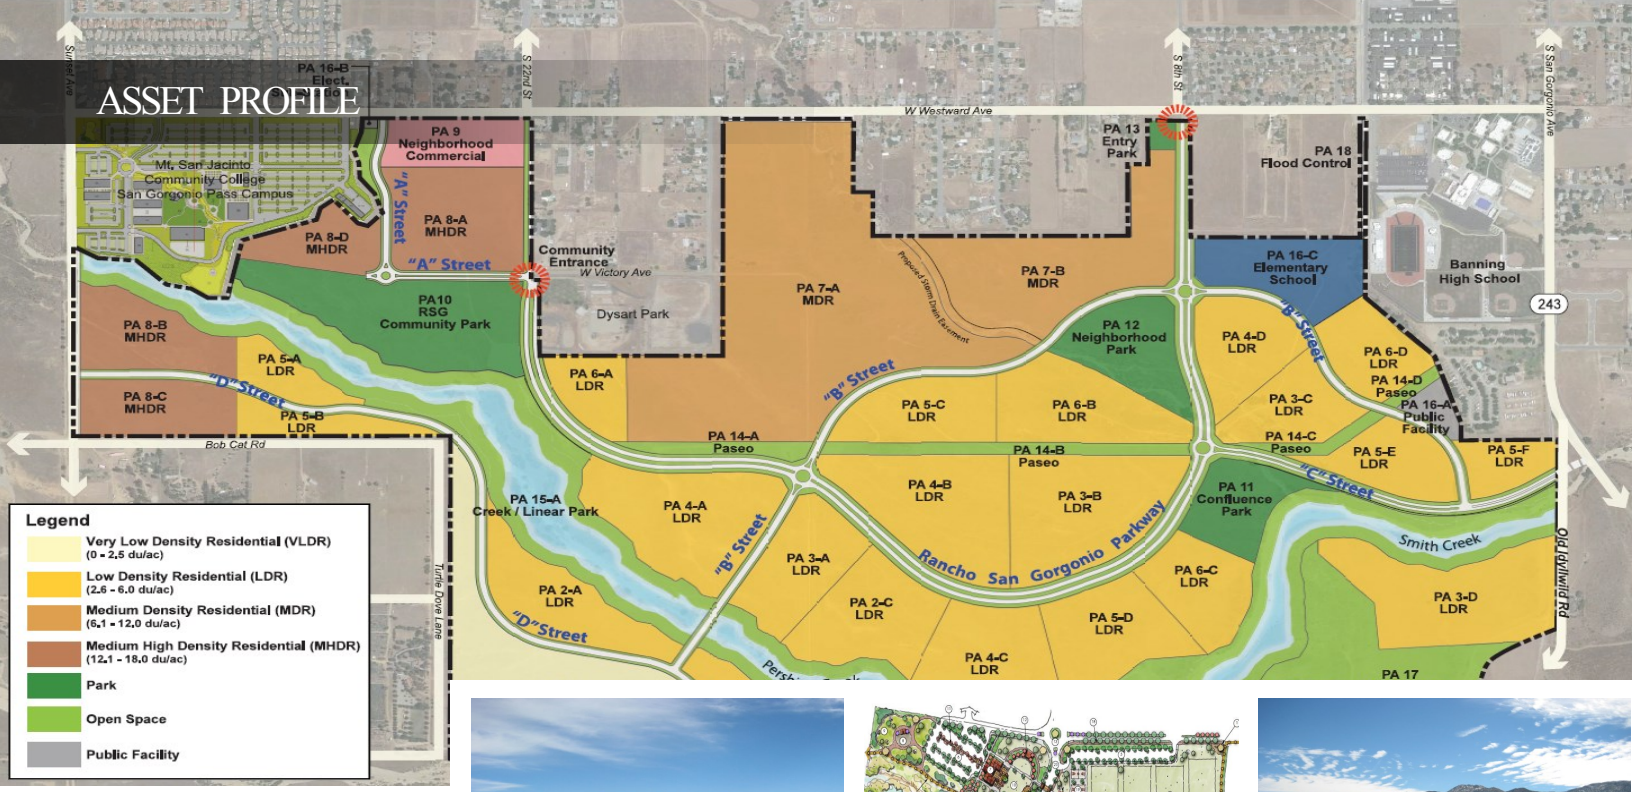 ASSET PROFILE
Sunset Ave
PA 16-B
Elect.
S 22nd St
S 8th St
S San Gorgonio Ave
W Westward Ave
Mt. San Jacinto
Community College
San Gorgonio Pass Campus
PA 9
Neighborhood
Commercial
"A" Street
PA 8-A
MHDR
PA 8-D
MHDR
"A" Street
Community
Entrance
W Victory Ave
Dysart Park
PA10
RSG
Community Park
PA 13
Entry
Park
PA 18
Flood Control
PA 16-C
Elementary
School
Banning
High School
243
PA 7-A
MDR
Proposed Storm Drain Easement
PA 7-B
MDR
PA 12
Neighborhood
Park
PA 4-D
LDR
"B" Street
PA 6-D
LDR
PA 14-D
Paseo
PA 16-A
Public
Facility
PA 8-B
MHDR
PA 8-C
MHDR
PA 5-A
LDR
"D" Street
PA 5-B
LDR
Bob Cat Rd
PA 6-A
LDR
"B" Street
PA 5-C
LDR
PA 6-B
LDR
PA 3-C
LDR
PA 14-A
Paseo
PA 14-B
Paseo
PA 14-C
Paseo
PA 5-E
LDR
PA 5-F
LDR
"C" Street
PA 15-A
Creek / Linear Park
PA 4-A
LDR
PA 4-B
LDR
PA 3-B
LDR
PA 11
Confluence
Park
Smith Creek
Old Idyllwild Rd
"B" Street
PA 3-A
LDR
Rancho San Gorgonio Parkway
PA 6-C
LDR
PA 2-A
LDR
"D" Street
PA 2-C
LDR
PA 5-D
LDR
PA 3-D
LDR
PA 4-C
LDR
PA 17
Turtle Dove Lane
Legend
Very Low Density Residential (VLDR)
(0 - 2.5 du/ac)
Low Density Residential (LDR)
(2.6 - 6.0 du/ac)
Medium Density Residential (MDR)
(6.1 - 12.0 du/ac)
Medium High Density Residential (MHDR)
(12.1 - 18.0 du/ac)
Park
Open Space
Public Facility